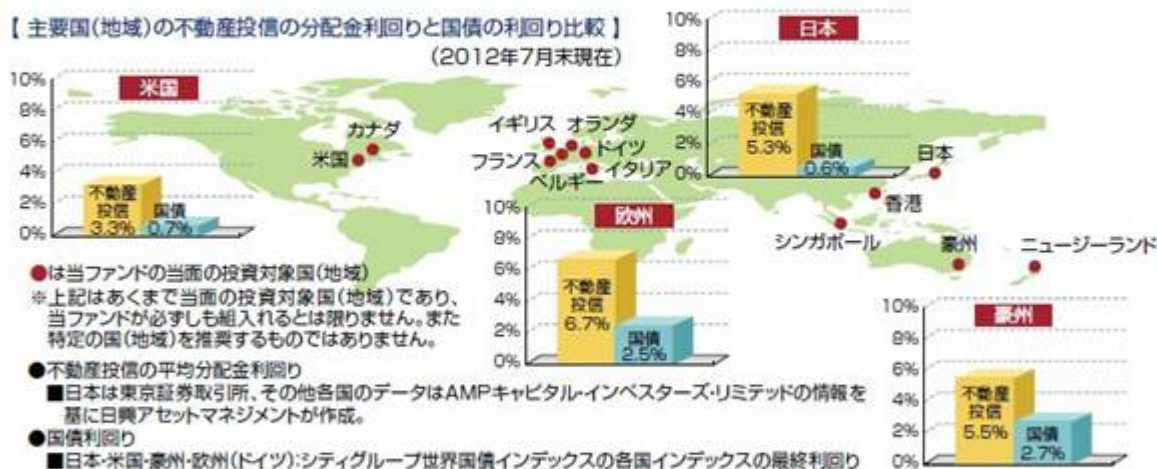 【 主要国(地域)の不動産投信の分配金利回りと国債の利回り比較 】
(2012年7月末現在)
米国
10%
8%
6%
4%
2%
0%
不動産
投信
3.3%
国債
0.7%
カナダ
米国
イギリス
オランダ
フランス
ドイツ
ベルギー
イタリア
日本
10%
8%
6%
4%
2%
0%
不動産
投信
5.3%
国債
0.6%
日本
香港
シンガポール
豪州
ニュージーランド
欧州
10%
8%
6%
4%
2%
0%
不動産
投信
6.7%
国債
2.5%
豪州
10%
8%
6%
4%
2%
0%
不動産
投信
5.5%
国債
2.7%
●は当ファンドの当面の投資対象国(地域)
※上記はあくまで当面の投資対象国(地域)であり、
当ファンドが必ずしも組入れるとは限りません。また
特定の国(地域)を推奨するものではありません。
●不動産投信の平均分配金利回り
■日本は東京証券取引所、その他各国のデータはAMPキャピタル・インベスターズ・リミテッドの情報を
基に日興アセットマネジメントが作成。
●国債利回り
■日本・米国・豪州・欧州(ドイツ):シティグループ世界国債インデックスの各国インデックスの最終利回り